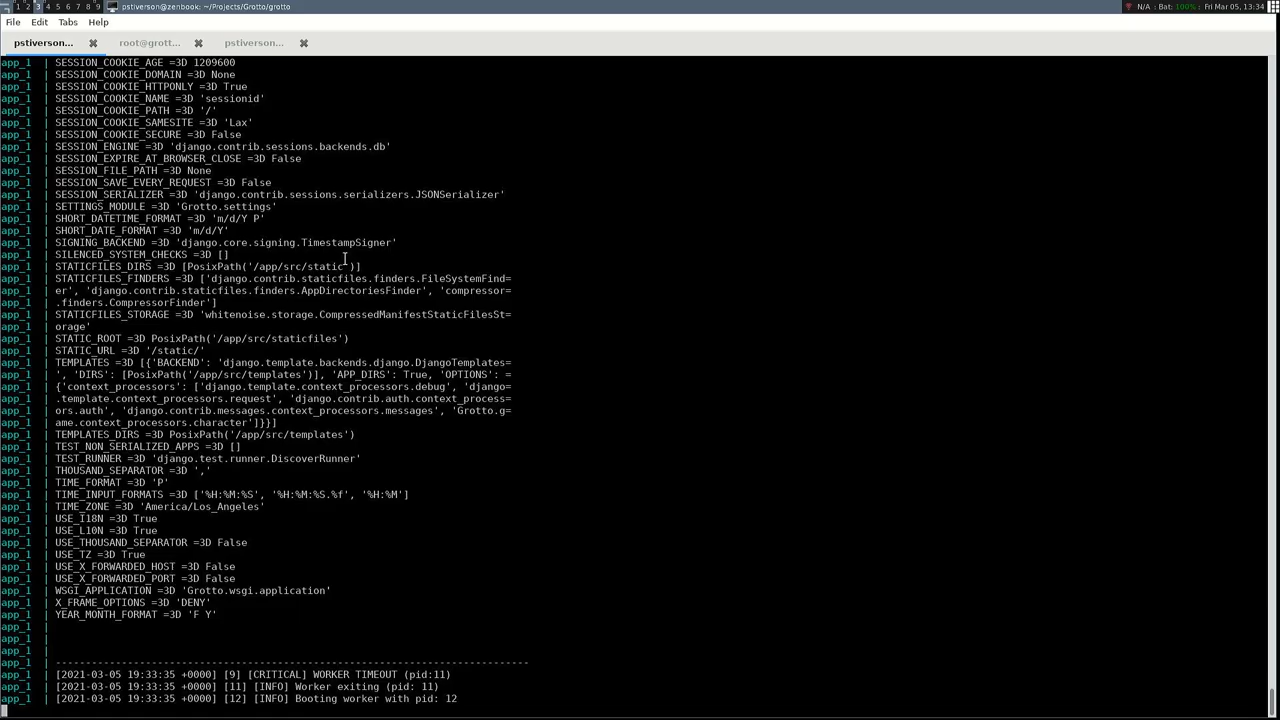 1 2 3 4 5 6 7 8 9 pstiverson@zenbook: ~/Projects/Grotto/grotto N/A : Bat: 100% : Fri Mar 05, 13:34
File Edit Tabs Help
pstiverson... root@grott... pstiverson...
app_1 | SESSION_COOKIE_AGE =3D 1209600
app_1 | SESSION_COOKIE_DOMAIN =3D None
app_1 | SESSION_COOKIE_HTTPONLY =3D True
app_1 | SESSION_COOKIE_NAME =3D 'sessionid'
app_1 | SESSION_COOKIE_PATH =3D '/'
app_1 | SESSION_COOKIE_SAMESITE =3D 'Lax'
app_1 | SESSION_COOKIE_SECURE =3D False
app_1 | SESSION_ENGINE =3D 'django.contrib.sessions.backends.db'
app_1 | SESSION_EXPIRE_AT_BROWSER_CLOSE =3D False
app_1 | SESSION_FILE_PATH =3D None
app_1 | SESSION_SAVE_EVERY_REQUEST =3D False
app_1 | SESSION_SERIALIZER =3D 'django.contrib.sessions.serializers.JSONSerializer'
app_1 | SETTINGS_MODULE =3D 'Grotto.settings'
app_1 | SHORT_DATETIME_FORMAT =3D 'm/d/Y P'
app_1 | SHORT_DATE_FORMAT =3D 'm/d/Y'
app_1 | SIGNING_BACKEND =3D 'django.core.signing.TimestampSigner'
app_1 | SILENCED_SYSTEM_CHECKS =3D []
app_1 | STATICFILES_DIRS =3D [PosixPath('/app/src/static')]
app_1 | STATICFILES_FINDERS =3D ['django.contrib.staticfiles.finders.FileSystemFind=
app_1 | er', 'django.contrib.staticfiles.finders.AppDirectoriesFinder', 'compressor=
app_1 | .finders.CompressorFinder']
app_1 | STATICFILES_STORAGE =3D 'whitenoise.storage.CompressedManifestStaticFilesSt=
app_1 | orage'
app_1 | STATIC_ROOT =3D PosixPath('/app/src/staticfiles')
app_1 | STATIC_URL =3D '/static/'
app_1 | TEMPLATES =3D [{'BACKEND': 'django.template.backends.django.DjangoTemplates=
app_1 | ', 'DIRS': [PosixPath('/app/src/templates')], 'APP_DIRS': True, 'OPTIONS': =
app_1 | {'context_processors': ['django.template.context_processors.debug', 'django=
app_1 | .template.context_processors.request', 'django.contrib.auth.context_process=
app_1 | ors.auth', 'django.contrib.messages.context_processors.messages', 'Grotto.g=
app_1 | ame.context_processors.character']}}]
app_1 | TEMPLATES_DIRS =3D PosixPath('/app/src/templates')
app_1 | TEST_NON_SERIALIZED_APPS =3D []
app_1 | TEST_RUNNER =3D 'django.test.runner.DiscoverRunner'
app_1 | THOUSAND_SEPARATOR =3D ','
app_1 | TIME_FORMAT =3D 'P'
app_1 | TIME_INPUT_FORMATS =3D ['%H:%M:%S', '%H:%M:%S.%f', '%H:%M']
app_1 | TIME_ZONE =3D 'America/Los_Angeles'
app_1 | USE_I18N =3D True
app_1 | USE_L10N =3D True
app_1 | USE_THOUSAND_SEPARATOR =3D False
app_1 | USE_TZ =3D True
app_1 | USE_X_FORWARDED_HOST =3D False
app_1 | USE_X_FORWARDED_PORT =3D False
app_1 | WSGI_APPLICATION =3D 'Grotto.wsgi.application'
app_1 | X_FRAME_OPTIONS =3D 'DENY'
app_1 | YEAR_MONTH_FORMAT =3D 'F Y'
app_1 |
app_1 |
app_1 |
app_1 | -------------------------------------------------------------------------------
app_1 | [2021-03-05 19:33:35 +0000] [9] [CRITICAL] WORKER TIMEOUT (pid:11)
app_1 | [2021-03-05 19:33:35 +0000] [11] [INFO] Worker exiting (pid: 11)
app_1 | [2021-03-05 19:33:35 +0000] [12] [INFO] Booting worker with pid: 12